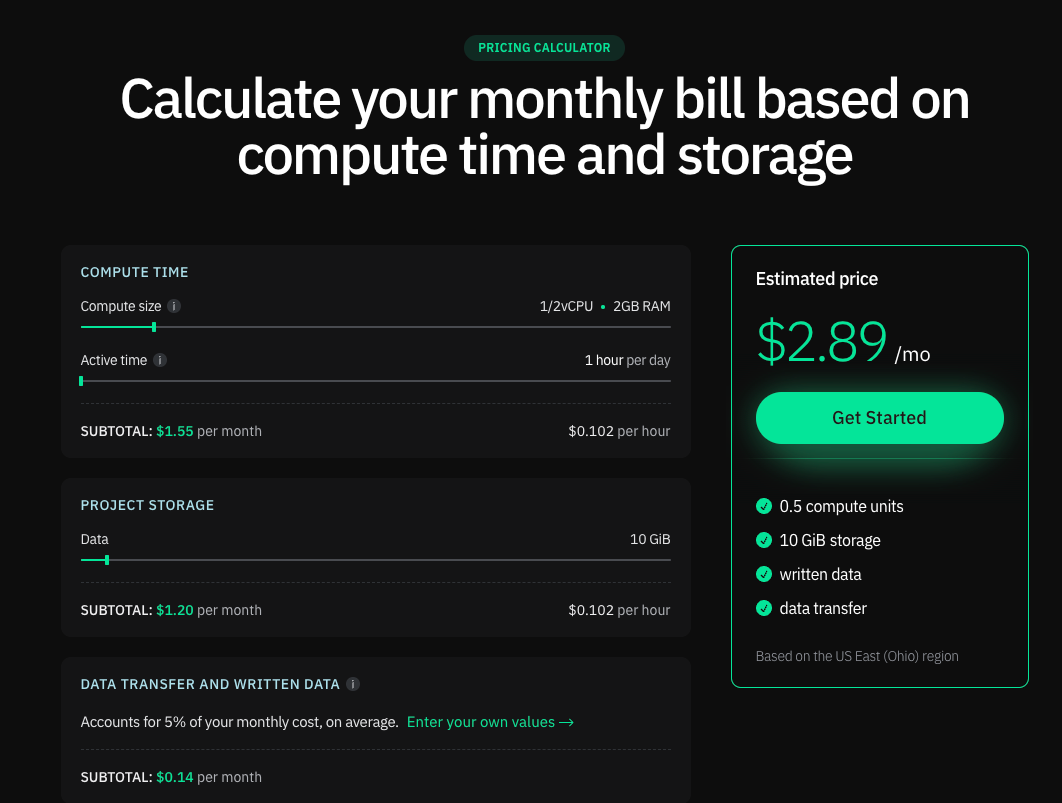 PRICING CALCULATOR
Calculate your monthly bill based on
compute time and storage
COMPUTE TIME
Compute size i
1/2vCPU • 2GB RAM
Active time i
1 hour per day
SUBTOTAL: $1.55 per month
$0.102 per hour
PROJECT STORAGE
Data
10 GiB
SUBTOTAL: $1.20 per month
$0.102 per hour
DATA TRANSFER AND WRITTEN DATA i
Accounts for 5% of your monthly cost, on average. Enter your own values →
SUBTOTAL: $0.14 per month
Estimated price
$2.89 /mo
Get Started
0.5 compute units
10 GiB storage
written data
data transfer
Based on the US East (Ohio) region